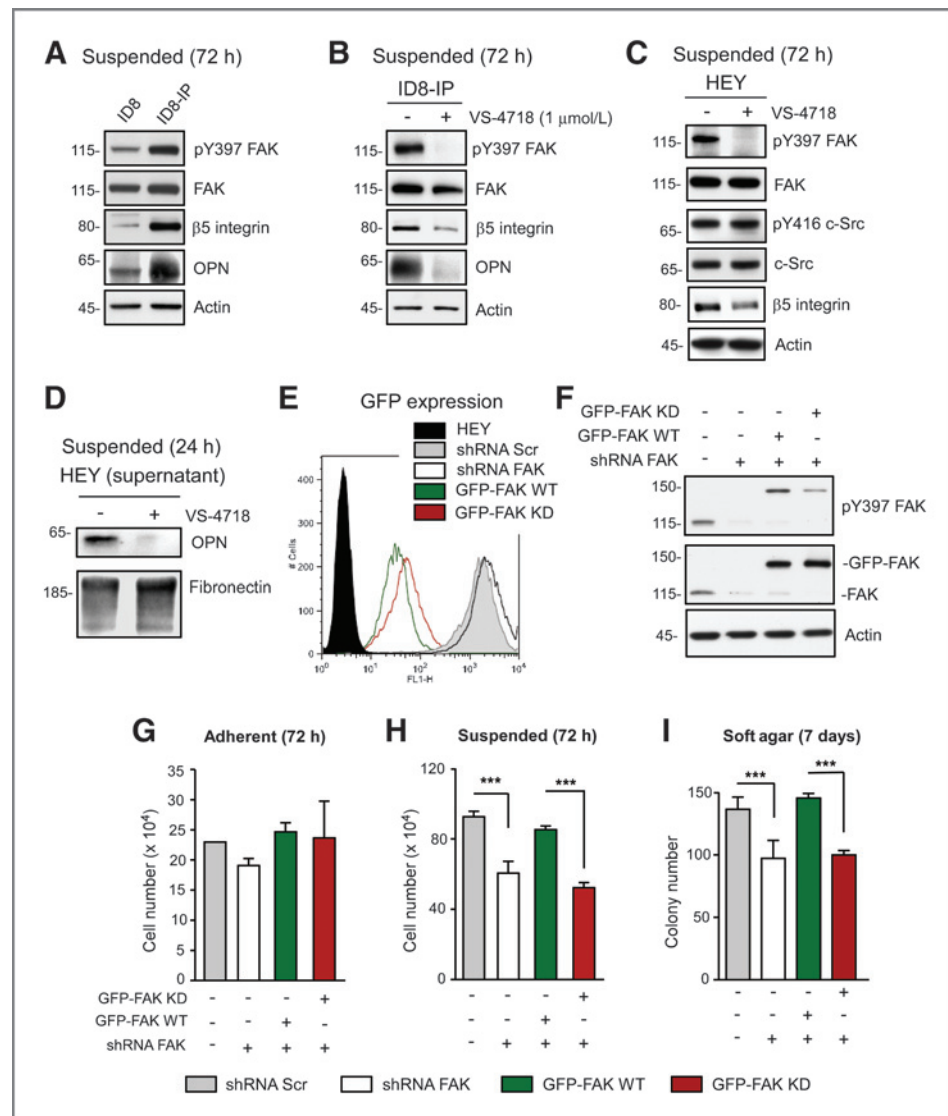 A Suspended (72 h)
ID8 ID8-IP
115- pY397 FAK
115- FAK
80- β5 integrin
65- OPN
45- Actin
B Suspended (72 h)
ID8-IP
- + VS-4718 (1 μmol/L)
115- pY397 FAK
115- FAK
80- β5 integrin
65- OPN
45- Actin
C Suspended (72 h)
HEY
- + VS-4718
115- pY397 FAK
115- FAK
65- pY416 c-Src
65- c-Src
80- β5 integrin
45- Actin
D
Suspended (24 h)
HEY (supernatant)
- + VS-4718
65- OPN
185- Fibronectin
E GFP expression
HEY
shRNA Scr
shRNA FAK
GFP-FAK WT
GFP-FAK KD
# Cells
400
300
200
100
0
10⁰ 10¹ 10² 10³ 10⁴
FL1-H
F
GFP-FAK KD - - - +
GFP-FAK WT - - + -
shRNA FAK - + + +
150-
115-
pY397 FAK
150- -GFP-FAK
115- -FAK
45- Actin
G Adherent (72 h)
Cell number (x 10⁴)
35
30
25
20
15
10
5
0
GFP-FAK KD - - - +
GFP-FAK WT - - + -
shRNA FAK - + + +
H Suspended (72 h)
Cell number (x 10⁴)
120
80
40
0
*** ***
- - - +
- - + -
- + + +
I Soft agar (7 days)
Colony number
150
100
50
0
*** ***
- - - +
- - + -
- + + +
shRNA Scr shRNA FAK GFP-FAK WT GFP-FAK KD